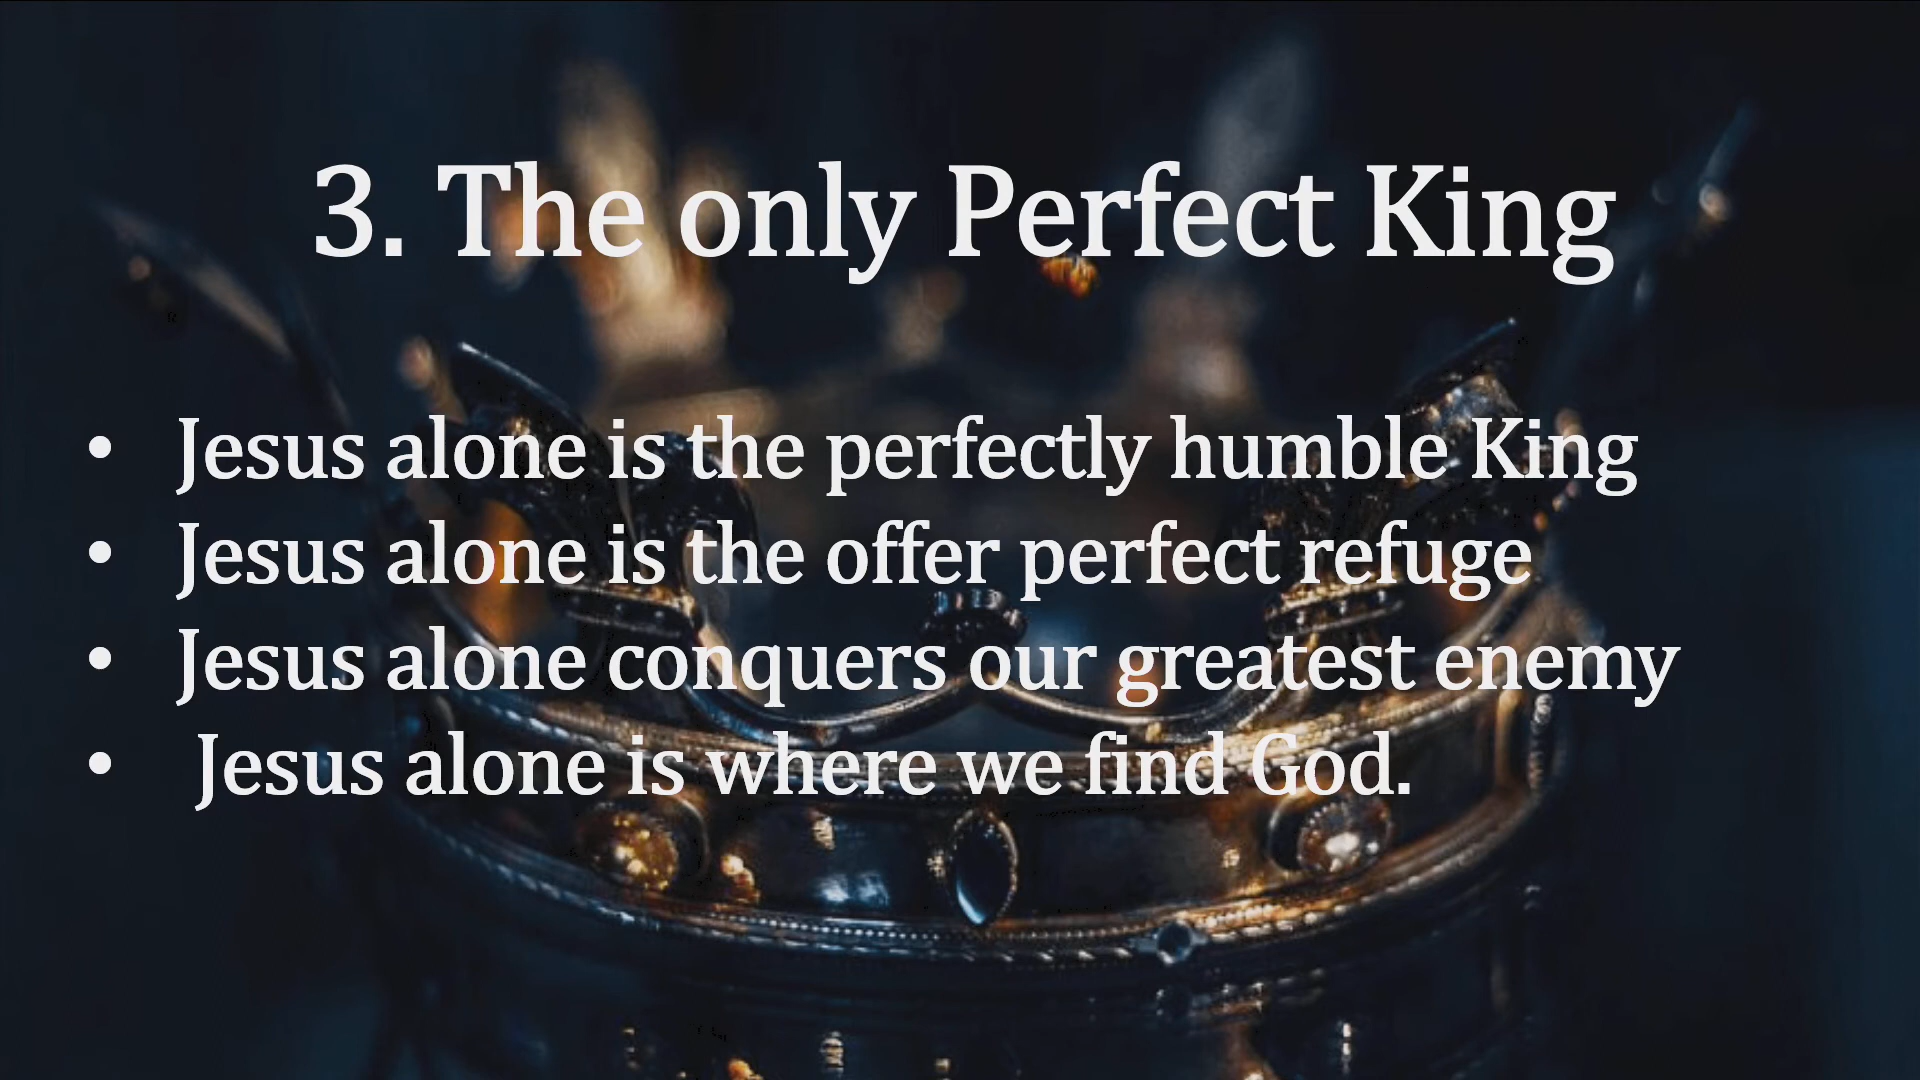 3. The only Perfect King
• Jesus alone is the perfectly humble King
• Jesus alone is the offer perfect refuge
• Jesus alone conquers our greatest enemy
• Jesus alone is where we find God.